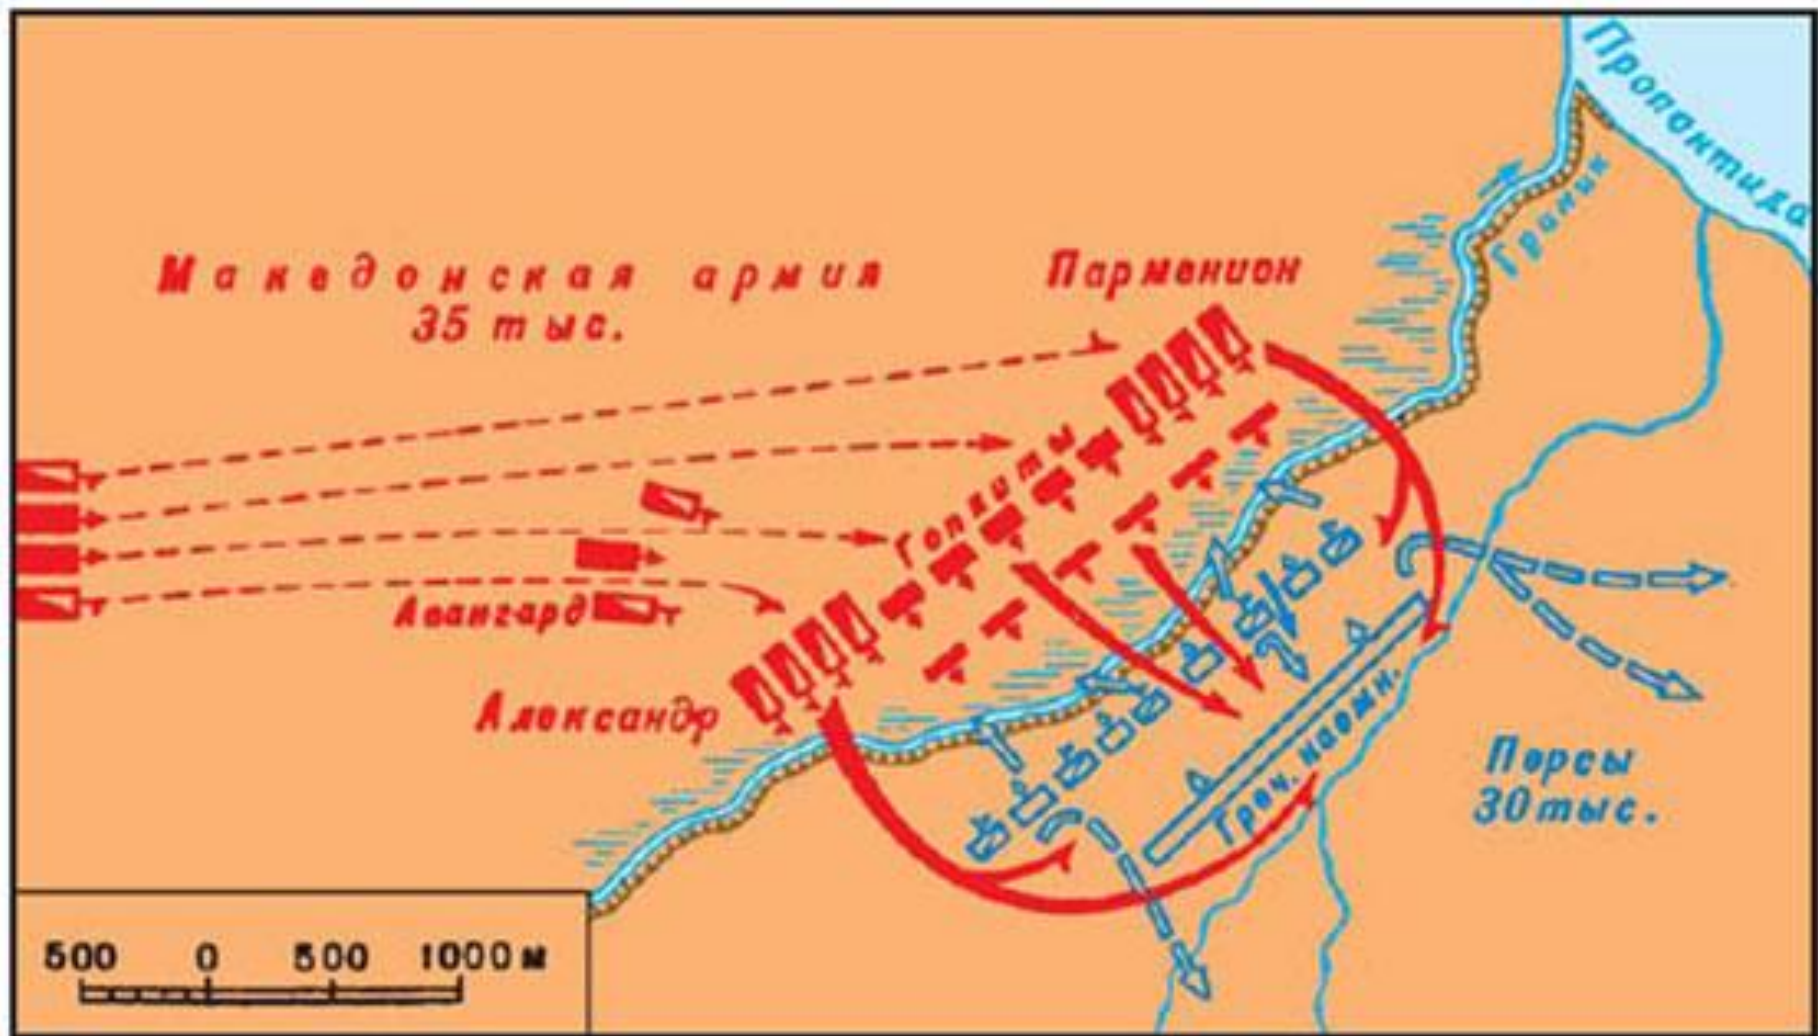 Пропонтида
Граник
Македонская армия
35 тыс.
Парменион
Гоплиты
Авангард
Александр
Греч. наемн.
Персы
30 тыс.
500 0 500 1000 м